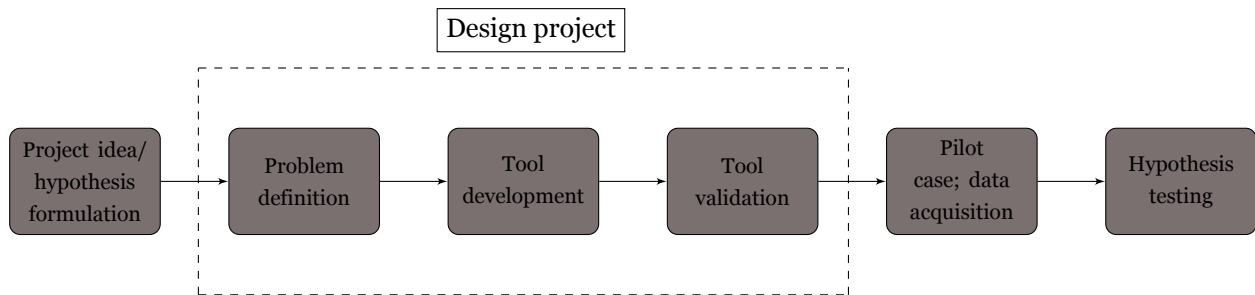 Design project
Project idea/
hypothesis
formulation
Problem
definition
Tool
development
Tool
validation
Pilot
case; data
acquisition
Hypothesis
testing